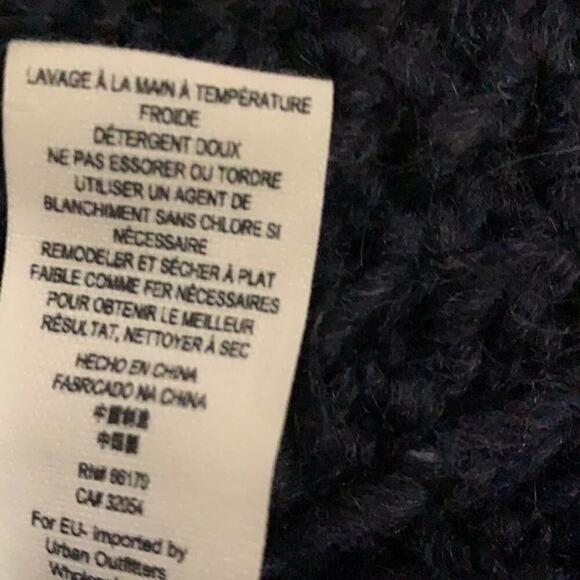 LAVAGE À LA MAIN À TEMPÉRATURE
FROIDE
DÉTERGENT DOUX
NE PAS ESSORER OU TORDRE
UTILISER UN AGENT DE
BLANCHIMENT SANS CHLORE SI
NÉCESSAIRE
REMODELER ET SÉCHER À PLAT
FAIBLE COMME FER NÉCESSAIRES
POUR OBTENIR LE MEILLEUR
RÉSULTAT, NETTOYER À SEC
HECHO EN CHINA
FABRICADO NA CHINA
中國制造
中国製
RN# 66170
CA# 32054
For EU- imported by
Urban Outfitters